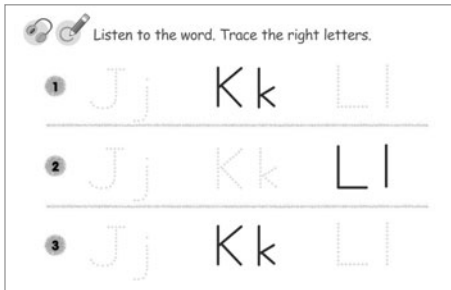 Listen to the word. Trace the right letters.
1 Jj Kk Ll
2 Jj Kk Ll
3 Jj Kk Ll